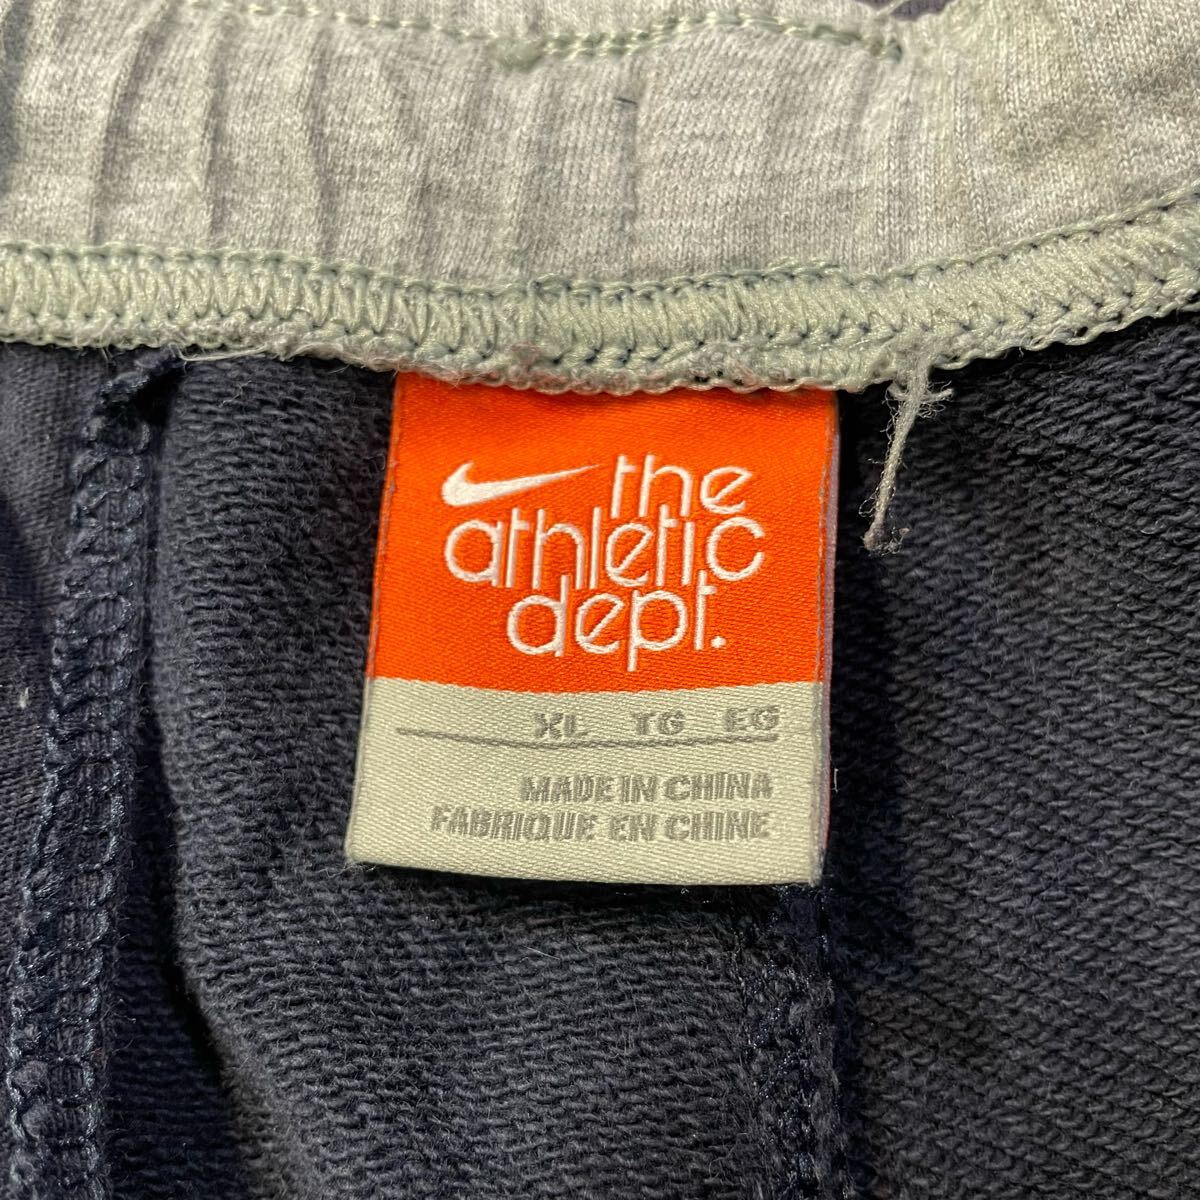 the
athletic
dept.
XL TG EG
MADE IN CHINA
FABRIQUE EN CHINE